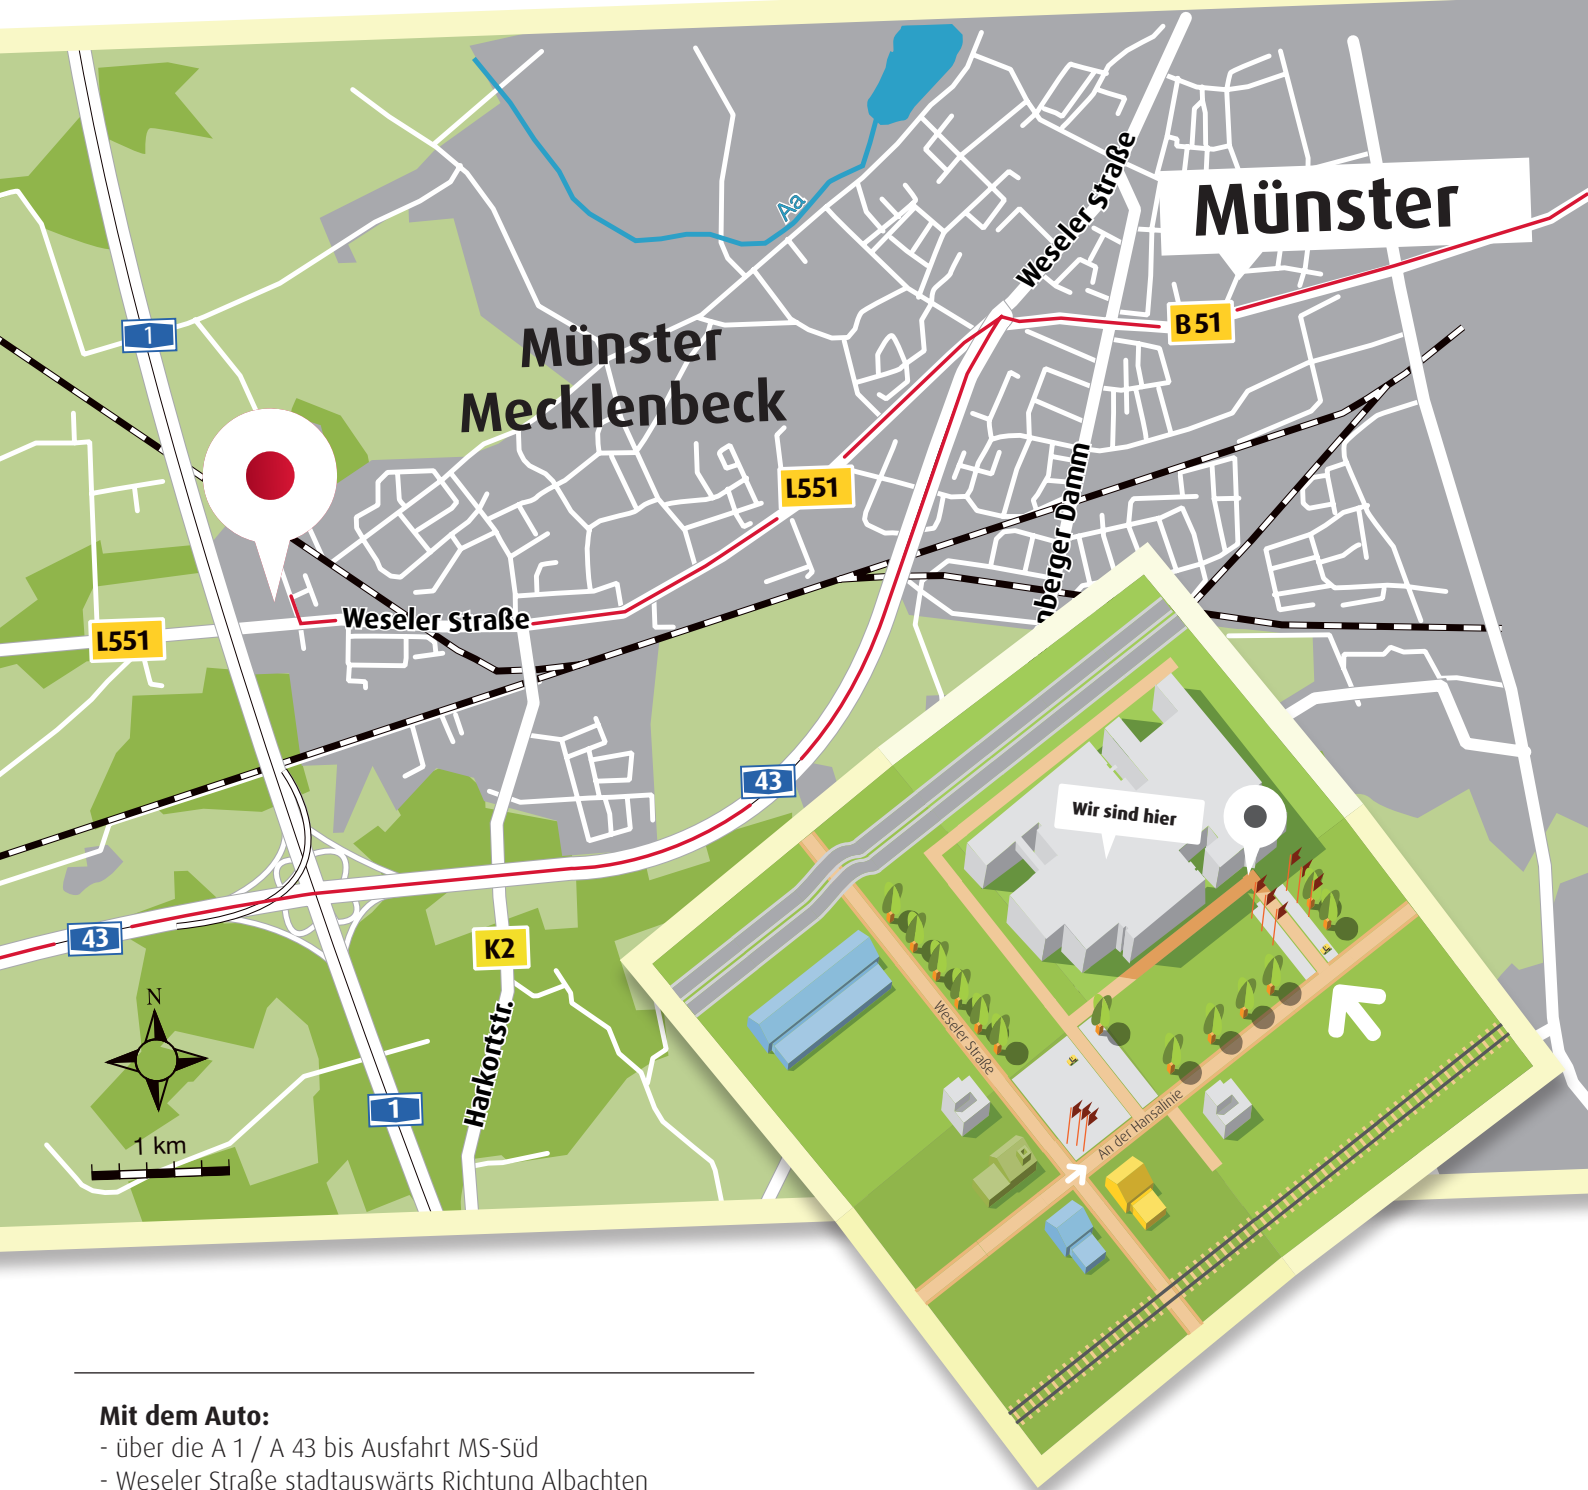 Aa
Weseler Straße
Münster
1
B 51
Münster
Mecklenbeck
L551
nberger Damm
Weseler Straße
L551
43
Wir sind hier
43
K2
N
Weseler Straße
Harkortstr.
1
1 km
An der Hansalinie
Mit dem Auto:
- über die A 1 / A 43 bis Ausfahrt MS-Süd
- Weseler Straße stadtauswärts Richtung Albachten